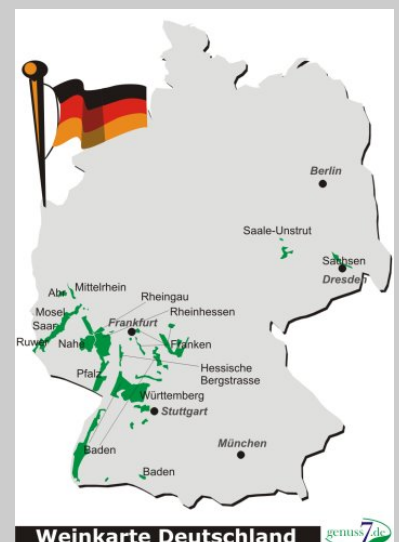 Berlin
Saale-Unstrut
Sachsen
Dresden
Ahr
Mittelrhein
Rheingau
Mosel
Saar
Rheinhessen
Frankfurt
Ruwer
Nahe
Franken
Pfalz
Hessische
Bergstrasse
Württemberg
Stuttgart
Baden
München
Baden
Weinkarte Deutschland
genuss7.de